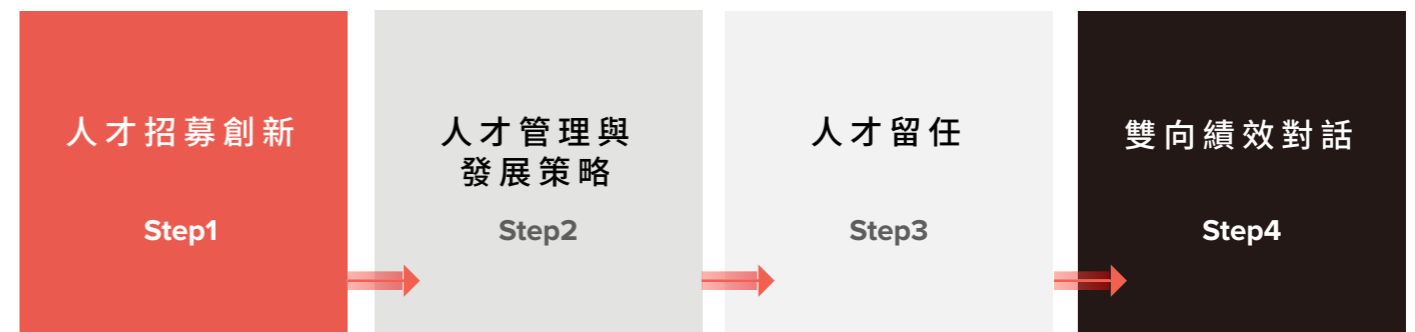 人才招募創新
Step1
人才管理與
發展策略
Step2
人才留任
Step3
雙向績效對話
Step4